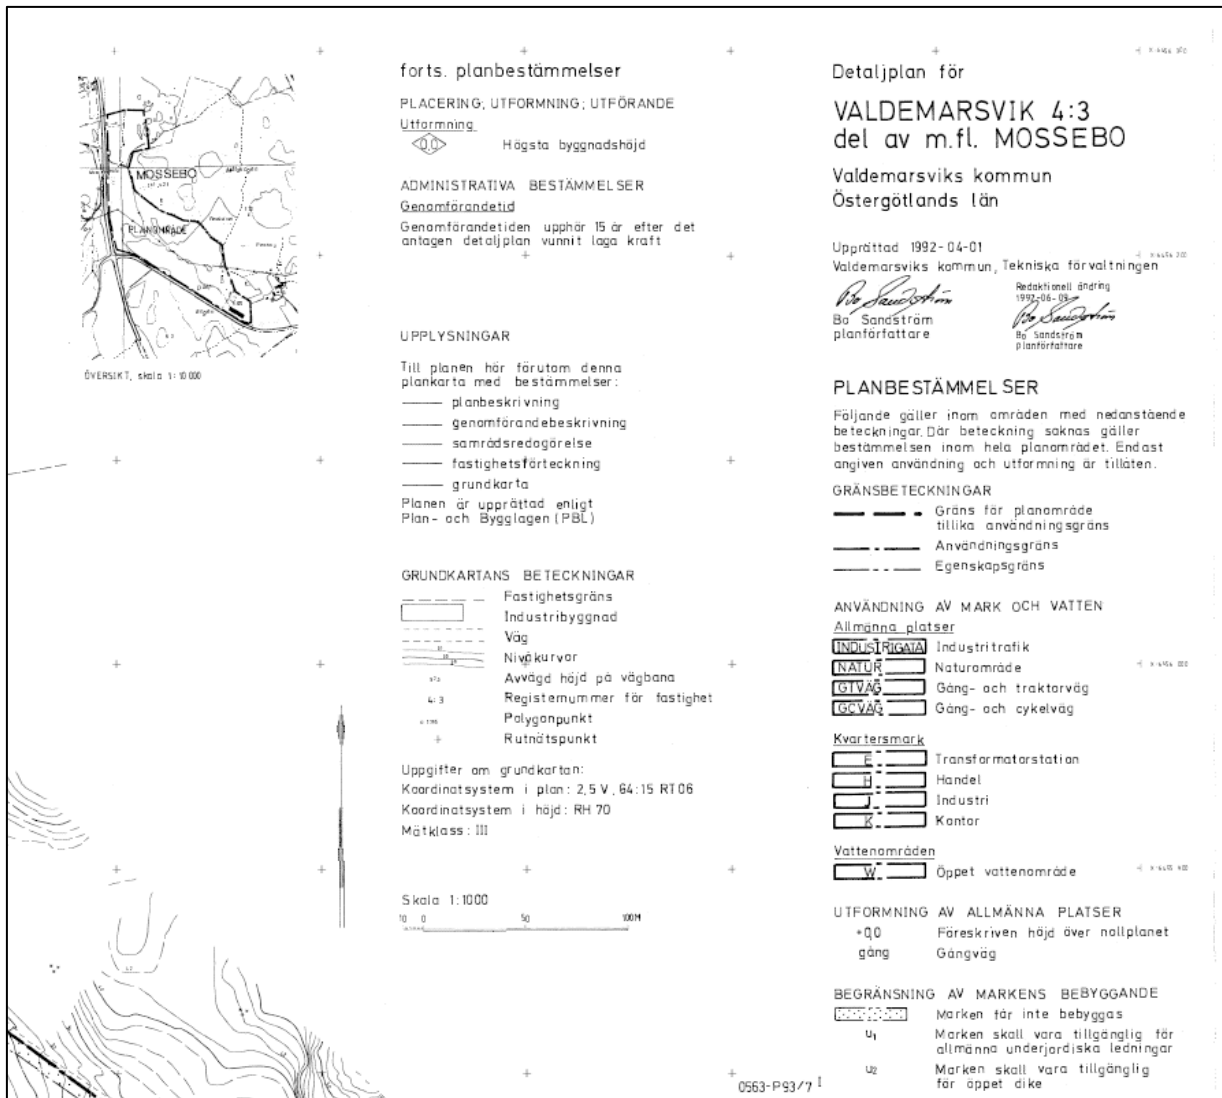 MOSSEBO
PLANOMRÅDE
ÖVERSIKT, skala 1:10 000
forts. planbestämmelser
PLACERING; UTFORMNING; UTFÖRANDE
Utformning
0,0 Högsta byggnadshöjd
ADMINISTRATIVA BESTÄMMELSER
Genomförandetid
Genomförandetiden upphör 15 år efter det
antagen detaljplan vunnit laga kraft
UPPLYSNINGAR
Till planen hör förutom denna
plankarta med bestämmelser:
planbeskrivning
genomförandebeskrivning
samrådsredogörelse
fastighetsförteckning
grundkarta
Planen är upprättad enligt
Plan- och Bygglagen (PBL)
GRUNDKARTANS BETECKNINGAR
Fastighetsgräns
Industribyggnad
Väg
Nivåkurvor
Avvägd höjd på vägbana
4:3 Registernummer för fastighet
Polygonpunkt
Rutnätspunkt
Uppgifter om grundkartan:
Koordinatsystem i plan: 2,5 V, 64:15 RT06
Koordinatsystem i höjd: RH 70
Mätklass: III
Skala 1:1000
10 0 50 100M
Detaljplan för
VALDEMARSVIK 4:3
del av m.fl. MOSSEBO
Valdemarsviks kommun
Östergötlands län
Upprättad 1992-04-01
Valdemarsviks kommun, Tekniska förvaltningen
Bo Sandström
Bo Sandström
planförfattare
Redaktionell ändring
1992-06-09
Bo Sandström
Bo Sandström
planförfattare
PLANBESTÄMMELSER
Följande gäller inom områden med nedanstående
beteckningar. Där beteckning saknas gäller
bestämmelsen inom hela planområdet. Endast
angiven användning och utformning är tillåten.
GRÄNSBETECKNINGAR
Gräns för planområde
tillika användningsgräns
Användningsgräns
Egenskapsgräns
ANVÄNDNING AV MARK OCH VATTEN
Allmänna platser
INDUSTRIGATA Industritrafik
NATUR Naturområde
GTVÄG Gång- och traktorväg
GCVÄG Gång- och cykelväg
Kvartersmark
E Transformatorstation
H Handel
J Industri
K Kontor
Vattenområden
W Öppet vattenområde
UTFORMNING AV ALLMÄNNA PLATSER
+0,0 Föreskriven höjd över nollplanet
gång Gångväg
BEGRÄNSNING AV MARKENS BEBYGGANDE
Marken får inte bebyggas
u1 Marken skall vara tillgänglig för
allmänna underjordiska ledningar
u2 Marken skall vara tillgänglig
för öppet dike
0563-P93/7 I